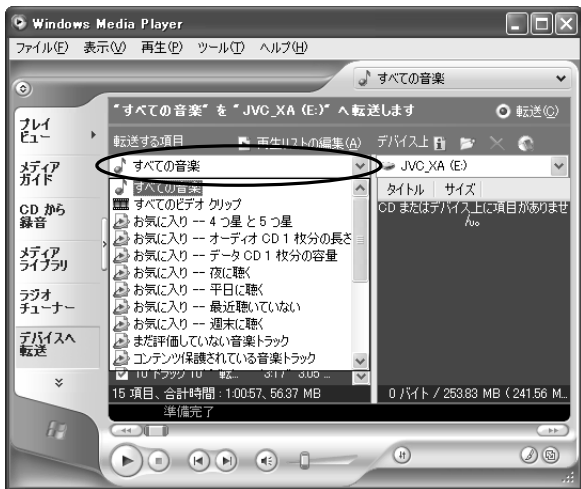 Windows Media Player
ファイル(F) 表示(V) 再生(P) ツール(T) ヘルプ(H)
すべての音楽
"すべての音楽" を "JVC_XA (E:)" へ転送します 転送(C)
転送する項目 再生リストの編集(A) デバイス上
すべての音楽 JVC_XA (E:)
すべての音楽 タイトル サイズ
すべてのビデオ クリップ CD またはデバイス上に項目がありません。
お気に入り -- 4 つ星 と 5 つ星
お気に入り -- オーディオ CD 1 枚分の長さ
お気に入り -- データ CD 1 枚分の容量
お気に入り -- 夜に聴く
お気に入り -- 平日に聴く
お気に入り -- 最近聴いていない
お気に入り -- 週末に聴く
まだ評価していない音楽トラック
コンテンツ保護されている音楽トラック
15 項目、合計時間 : 1:00:57、56.37 MB 0 バイト / 253.83 MB ( 241.56 M...
準備完了
プレイ
ビュー
メディア
ガイド
CD から
録音
メディア
ライブラリ
ラジオ
チューナー
デバイスへ
転送